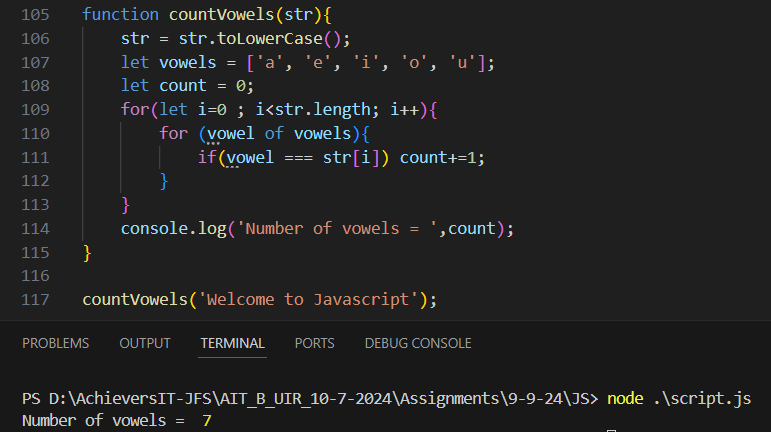 105 function countVowels(str){
106     str = str.toLowerCase();
107     let vowels = ['a', 'e', 'i', 'o', 'u'];
108     let count = 0;
109     for(let i=0 ; i<str.length; i++){
110         for (vowel of vowels){
111             if(vowel === str[i]) count+=1;
112         }
113     }
114     console.log('Number of vowels = ',count);
115 }
116
117 countVowels('Welcome to Javascript');
PROBLEMS OUTPUT TERMINAL PORTS DEBUG CONSOLE
PS D:\AchieversIT-JFS\AIT_B_UIR_10-7-2024\Assignments\9-9-24\JS> node .\script.js
Number of vowels =  7